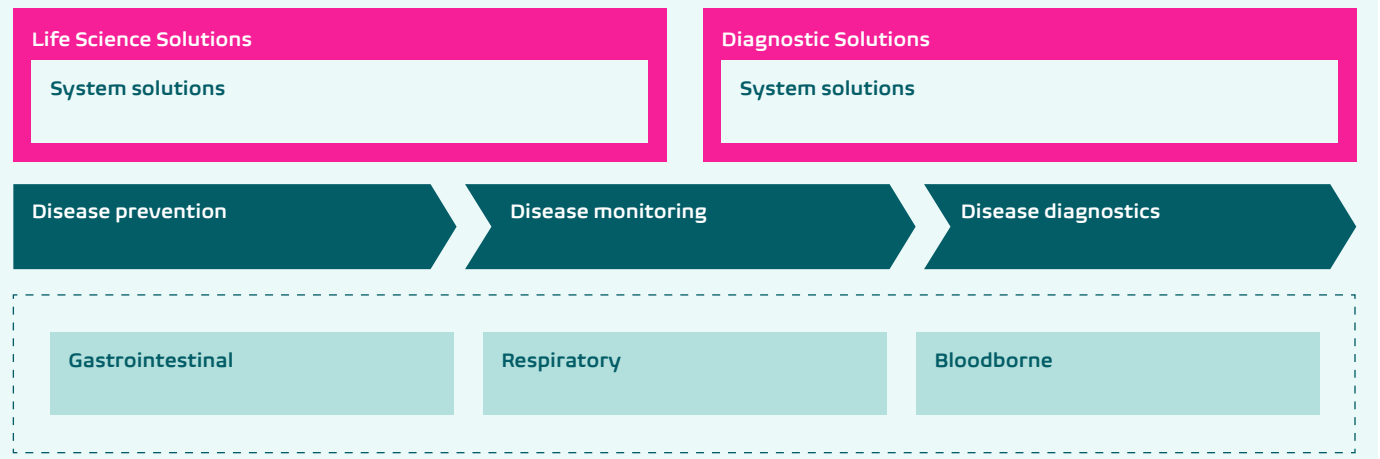 Life Science Solutions
System solutions
Diagnostic Solutions
System solutions
Disease prevention
Disease monitoring
Disease diagnostics
Gastrointestinal
Respiratory
Bloodborne